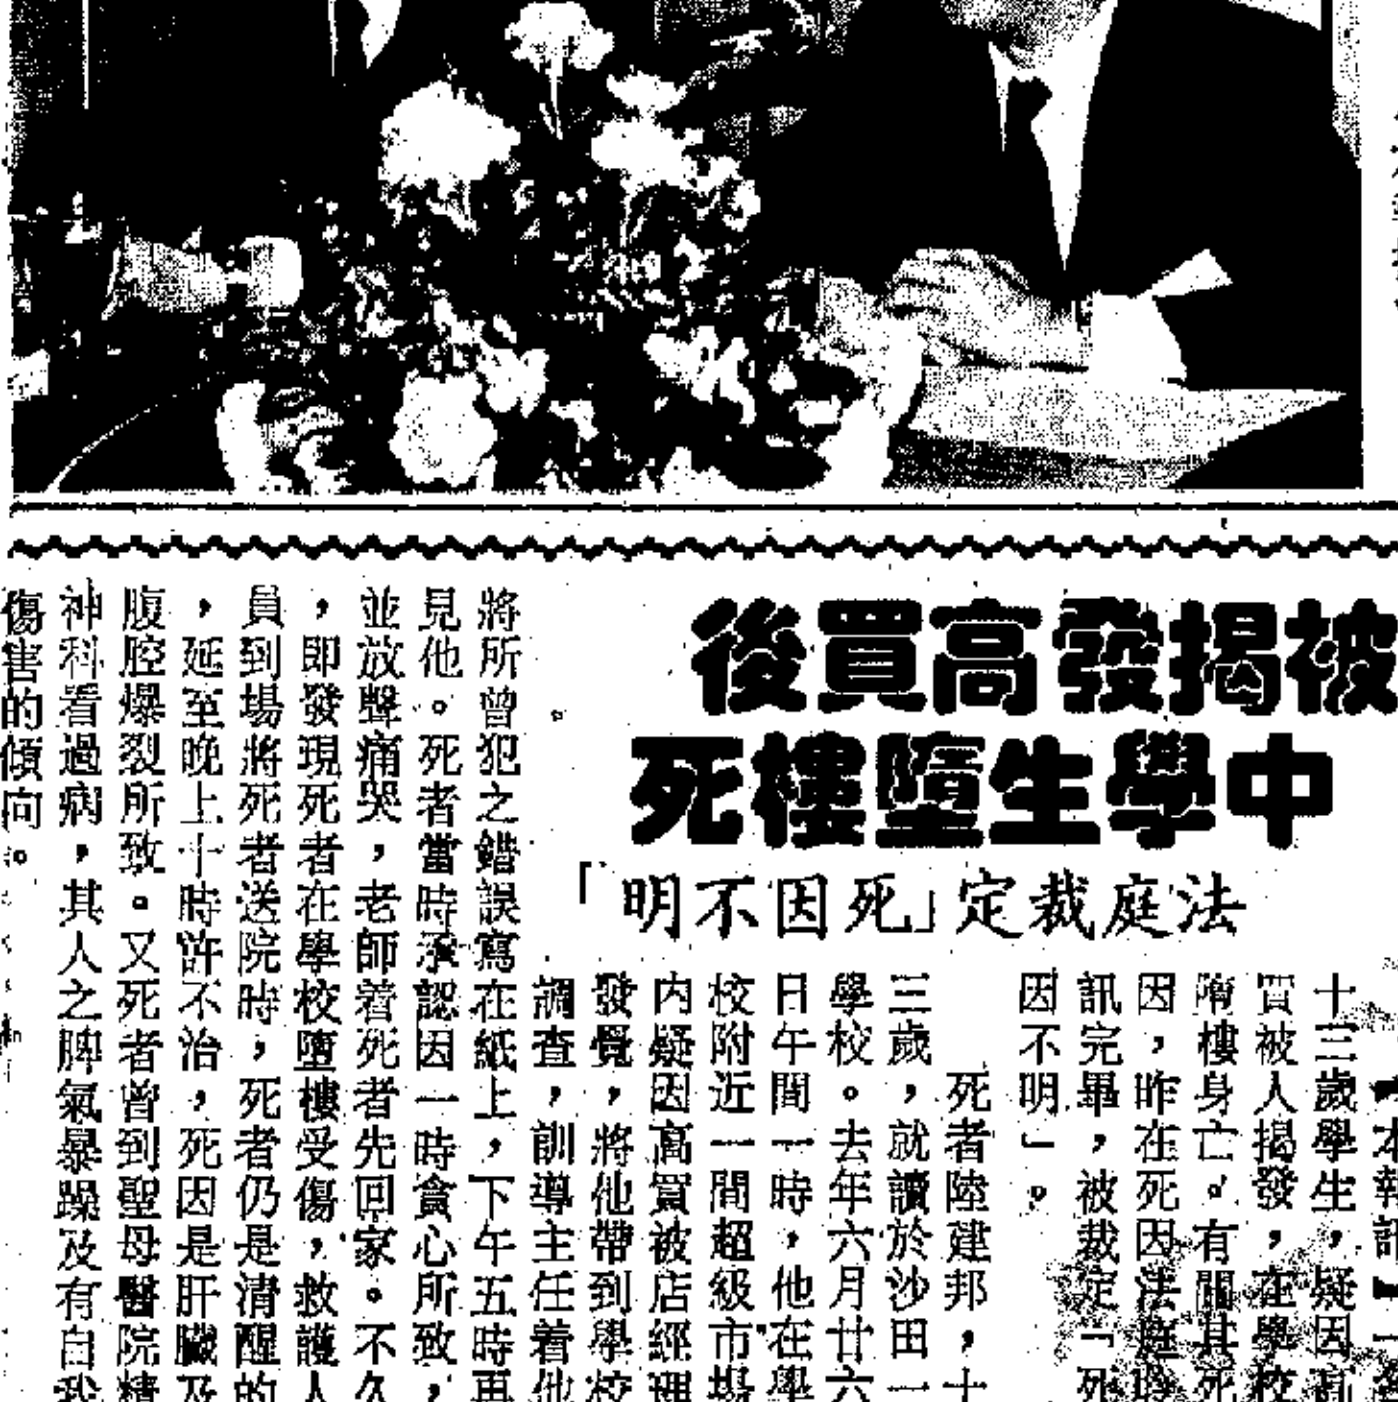 被揭發高買後
中學生墮樓死
法庭裁定「死因不明」
十三歲學生，疑因高
買被人揭發，在學校
墮樓身亡。有關其死
因，昨在死因法庭聆
訊完畢，被裁定「死
因不明」。
死者陸建邦，十
三歲，就讀於沙田一
學校。去年六月廿六
日午間一時，他在學
校附近一間超級市場
内疑因高買被店經理
發覺，將他帶到學校
調查，訓導主任着他
將所曾犯之錯誤寫在紙上，下午五時再
見他。死者當時承認因一時貪心所致，
並放聲痛哭，老師着死者先回家。不久
，即發現死者在學校墮樓受傷，救護人
員到場將死者送院時，死者仍是清醒的
，延至晚上十時許不治，死因是肝臟及
腹腔爆裂所致。又死者曾到聖母醫院精
神科看過病，其人之脾氣暴躁及有自我
傷害的傾向。